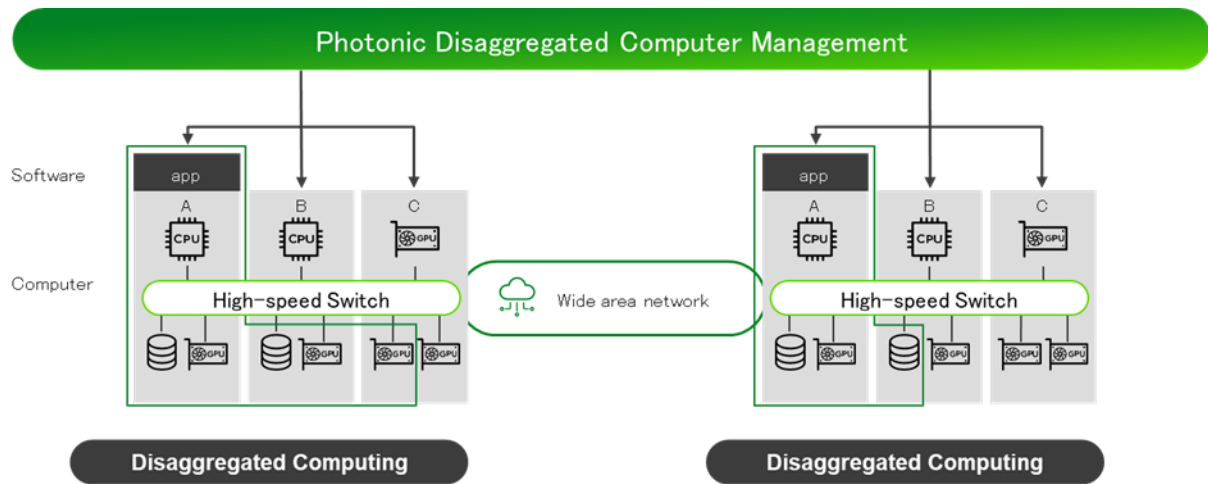 Photonic Disaggregated Computer Management
Software
app
app
A
B
C
A
B
C
CPU
CPU
GPU
CPU
CPU
GPU
Computer
High-speed Switch
Wide area network
High-speed Switch
GPU
GPU
GPU
GPU
GPU
GPU
GPU
GPU
Disaggregated Computing
Disaggregated Computing